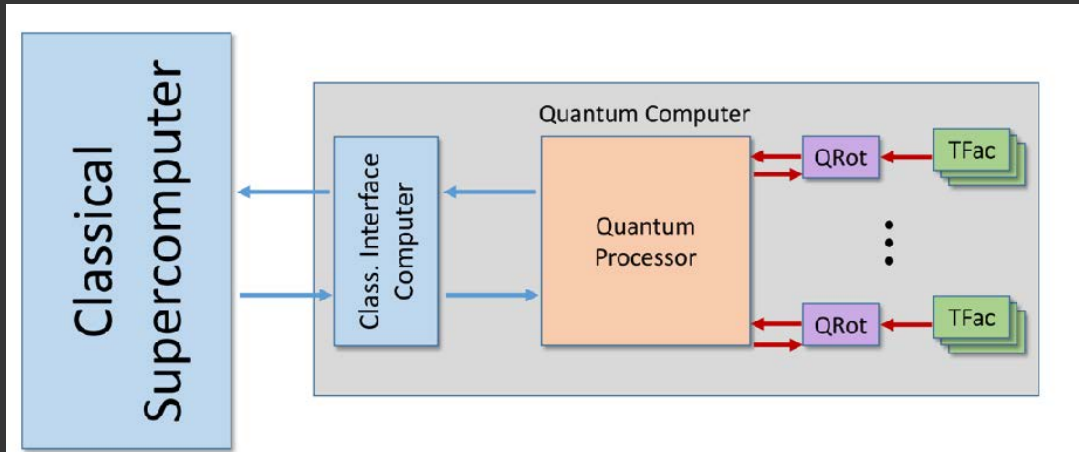 Classical
Supercomputer
Quantum Computer
Class. Interface
Computer
Quantum
Processor
QRot
TFac
QRot
TFac